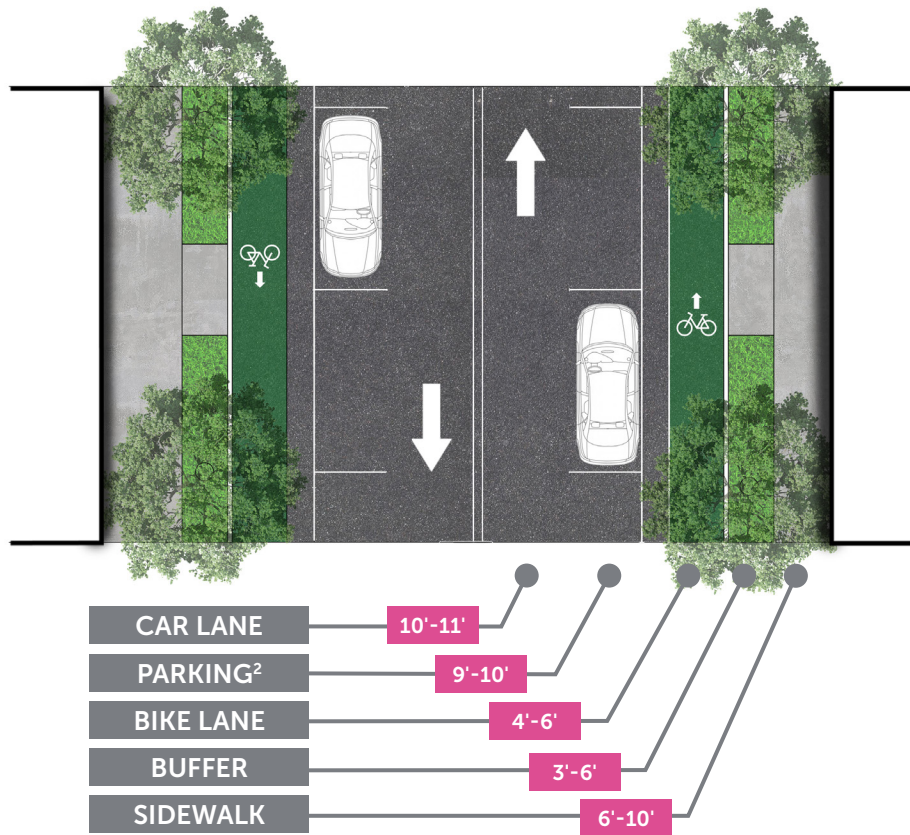 CAR LANE 10'-11'
PARKING² 9'-10'
BIKE LANE 4'-6'
BUFFER 3'-6'
SIDEWALK 6'-10'